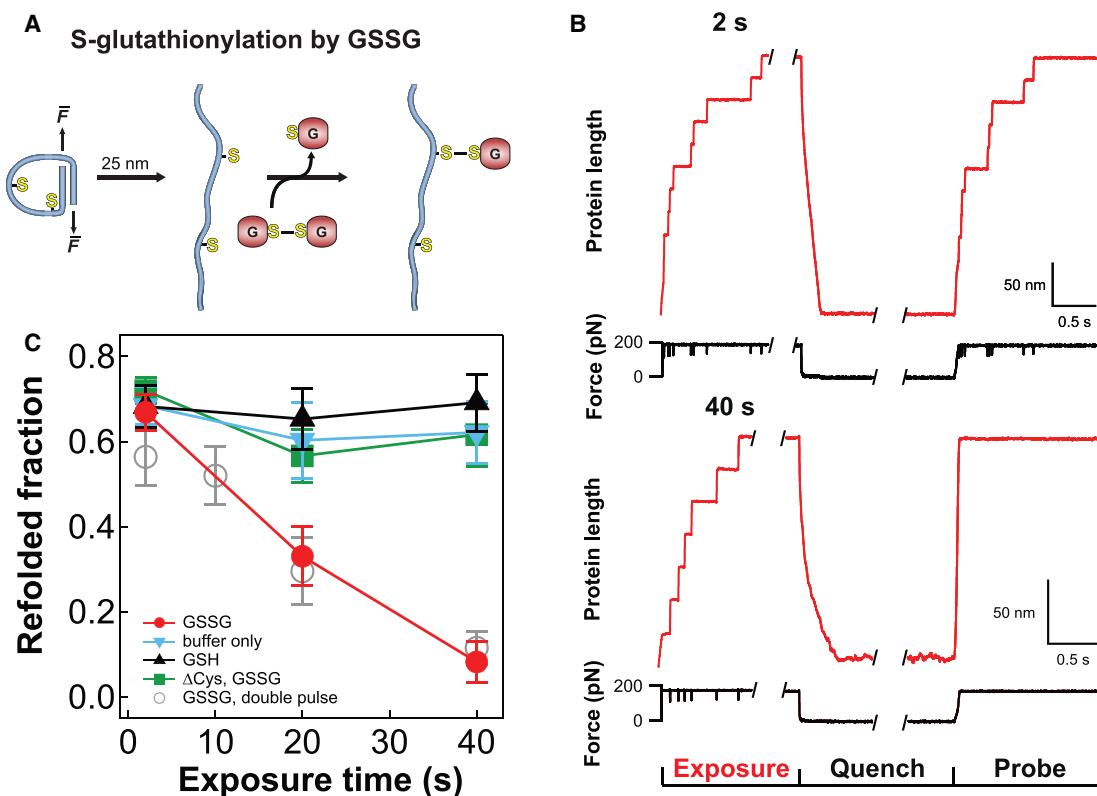 A
S-glutathionylation by GSSG
F
F
S
S
25 nm
S
S
S
G
G
S
S
G
S
S
G
S
B
2 s
Protein length
50 nm
0.5 s
Force (pN)
200
0
40 s
Protein length
50 nm
0.5 s
Force (pN)
200
0
Exposure
Quench
Probe
C
Refolded fraction
0.8
0.6
0.4
0.2
0.0
GSSG
buffer only
GSH
ΔCys, GSSG
GSSG, double pulse
0
10
20
30
40
Exposure time (s)